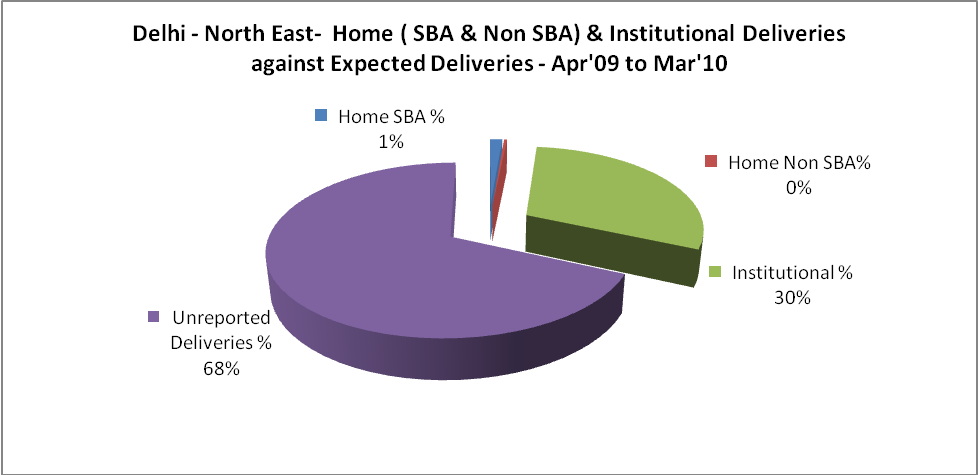 Delhi - North East-  Home ( SBA & Non SBA) & Institutional Deliveries
against Expected Deliveries - Apr'09 to Mar'10
Home SBA %
1%
Home Non SBA%
0%
Institutional %
30%
Unreported
Deliveries %
68%